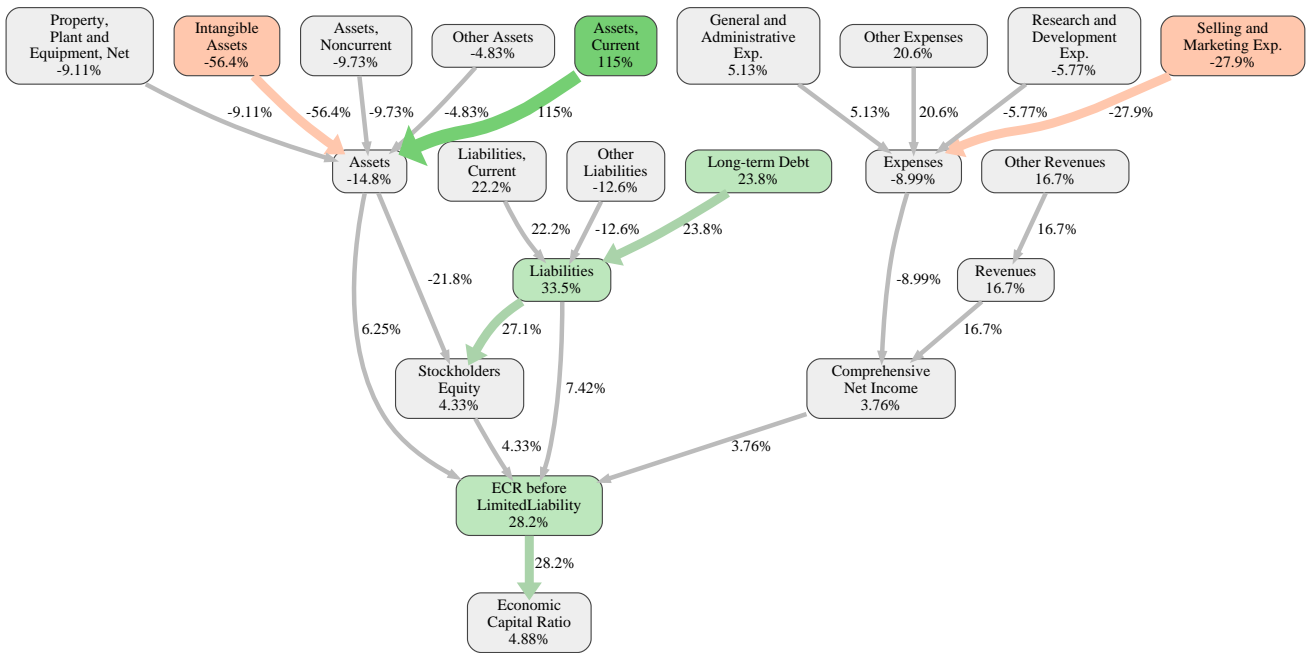 Property,
Plant and
Equipment, Net
-9.11%
Intangible
Assets
-56.4%
Assets,
Noncurrent
-9.73%
Other Assets
-4.83%
Assets,
Current
115%
General and
Administrative
Exp.
5.13%
Other Expenses
20.6%
Research and
Development
Exp.
-5.77%
Selling and
Marketing Exp.
-27.9%
-9.11%
-56.4%
-9.73%
-4.83%
115%
5.13%
20.6%
-5.77%
-27.9%
Assets
-14.8%
Liabilities,
Current
22.2%
Other
Liabilities
-12.6%
Long-term Debt
23.8%
Expenses
-8.99%
Other Revenues
16.7%
22.2%
-12.6%
23.8%
16.7%
-21.8%
Liabilities
33.5%
-8.99%
Revenues
16.7%
6.25%
27.1%
16.7%
Stockholders
Equity
4.33%
7.42%
Comprehensive
Net Income
3.76%
4.33%
3.76%
ECR before
LimitedLiability
28.2%
28.2%
Economic
Capital Ratio
4.88%